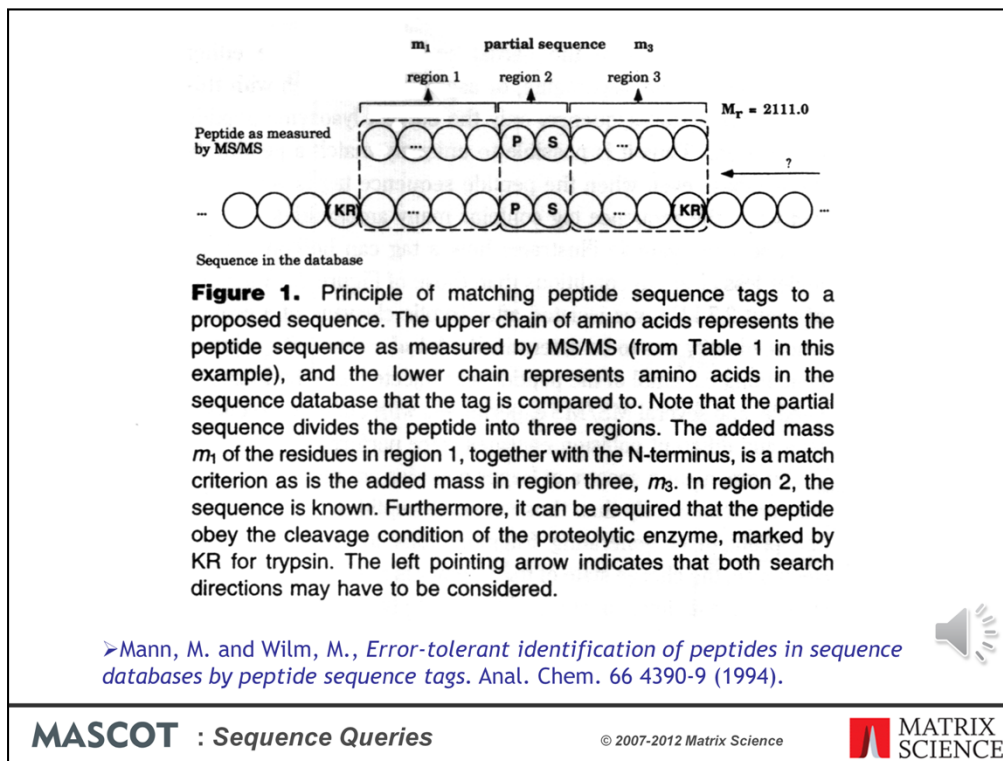 m₁ partial sequence m₃
region 1 region 2 region 3
Mᵣ = 2111.0
Peptide as measured
by MS/MS
... P S ...
?
... (KR) ... P S ... (KR) ...
Sequence in the database
Figure 1. Principle of matching peptide sequence tags to a
proposed sequence. The upper chain of amino acids represents the
peptide sequence as measured by MS/MS (from Table 1 in this
example), and the lower chain represents amino acids in the
sequence database that the tag is compared to. Note that the partial
sequence divides the peptide into three regions. The added mass
m₁ of the residues in region 1, together with the N-terminus, is a match
criterion as is the added mass in region three, m₃. In region 2, the
sequence is known. Furthermore, it can be required that the peptide
obey the cleavage condition of the proteolytic enzyme, marked by
KR for trypsin. The left pointing arrow indicates that both search
directions may have to be considered.
➢Mann, M. and Wilm, M., Error-tolerant identification of peptides in sequence
databases by peptide sequence tags. Anal. Chem. 66 4390-9 (1994).
MASCOT : Sequence Queries © 2007-2012 Matrix Science MATRIX
SCIENCE